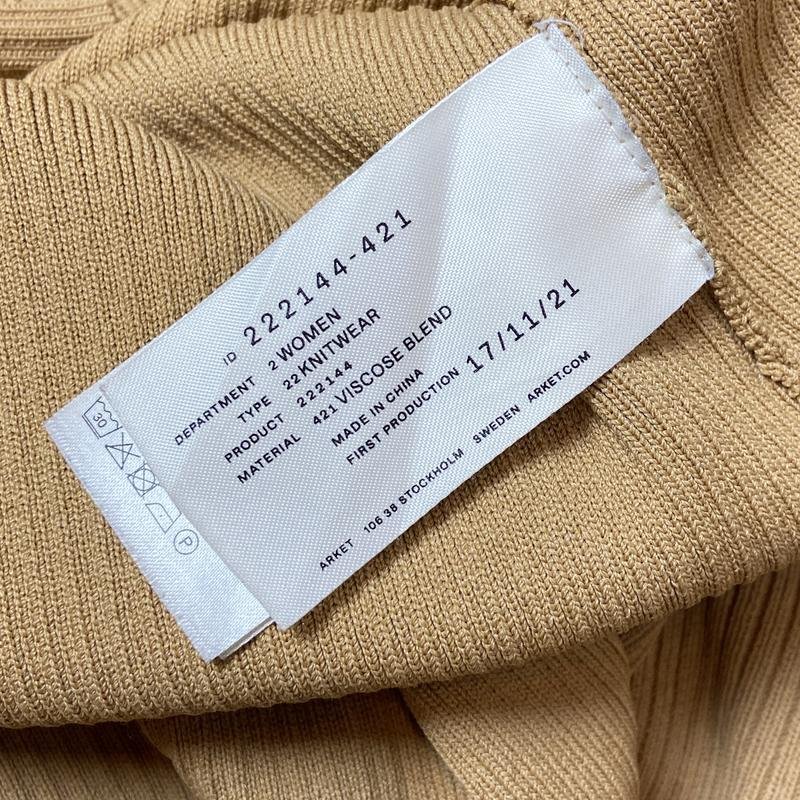 ID 222144-421
DEPARTMENT 2 WOMEN
TYPE 22 KNITWEAR
PRODUCT 222144
MATERIAL 421 VISCOSE BLEND
MADE IN CHINA
FIRST PRODUCTION 17/11/21
ARKET 106 38 STOCKHOLM SWEDEN ARKET.COM
30
P